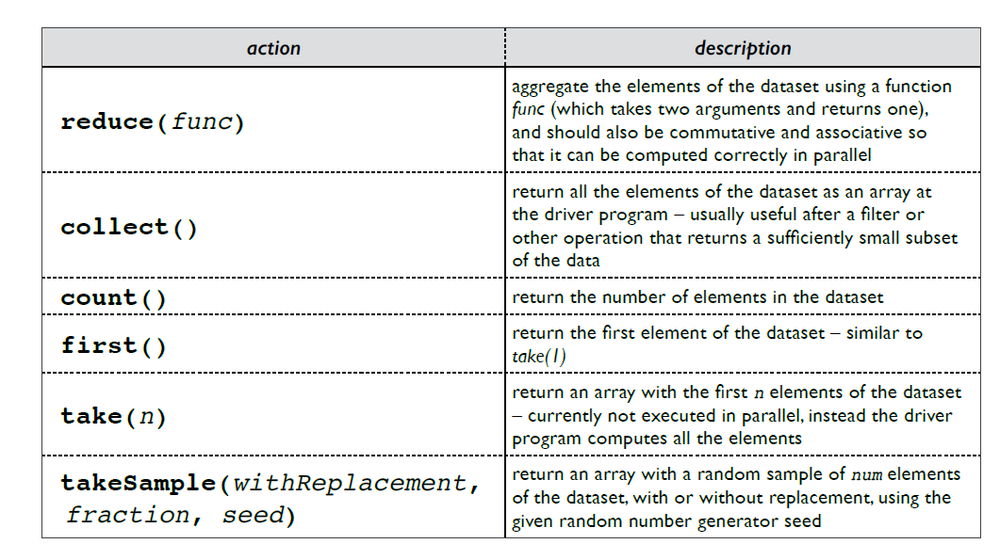 action
description
reduce(func)
aggregate the elements of the dataset using a function
func (which takes two arguments and returns one),
and should also be commutative and associative so
that it can be computed correctly in parallel
collect()
return all the elements of the dataset as an array at
the driver program – usually useful after a filter or
other operation that returns a sufficiently small subset
of the data
count()
return the number of elements in the dataset
first()
return the first element of the dataset – similar to
take(1)
take(n)
return an array with the first n elements of the dataset
– currently not executed in parallel, instead the driver
program computes all the elements
takeSample(withReplacement,
fraction, seed)
return an array with a random sample of num elements
of the dataset, with or without replacement, using the
given random number generator seed